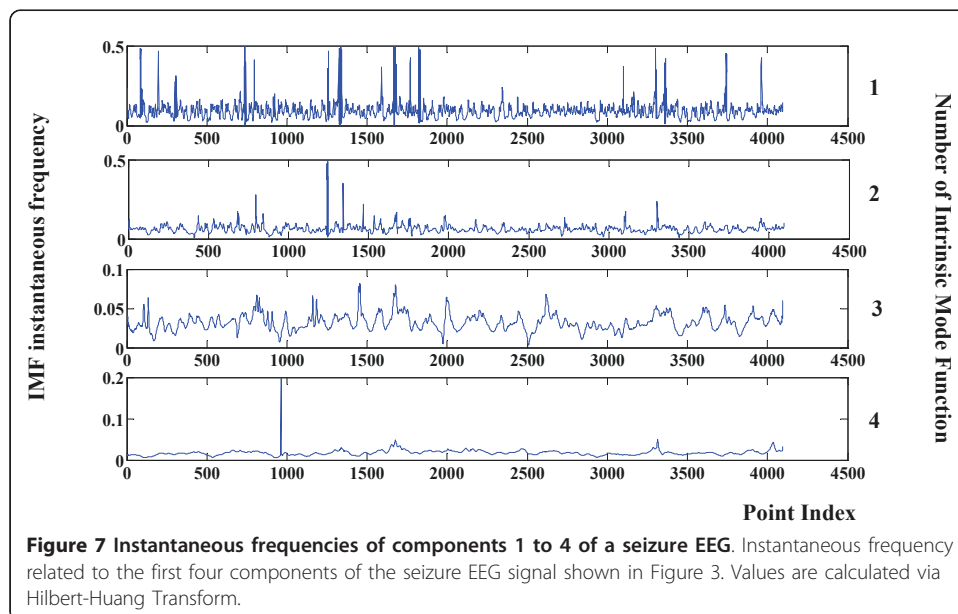 0.5
0
0 500 1000 1500 2000 2500 3000 3500 4000 4500
1
0.5
0
0 500 1000 1500 2000 2500 3000 3500 4000 4500
2
0.1
0.05
0
0 500 1000 1500 2000 2500 3000 3500 4000 4500
3
0.2
0.1
0
0 500 1000 1500 2000 2500 3000 3500 4000 4500
4
IMF instantaneous frequency
Number of Intrinsic Mode Function
Point Index
Figure 7 Instantaneous frequencies of components 1 to 4 of a seizure EEG. Instantaneous frequency
related to the first four components of the seizure EEG signal shown in Figure 3. Values are calculated via
Hilbert-Huang Transform.